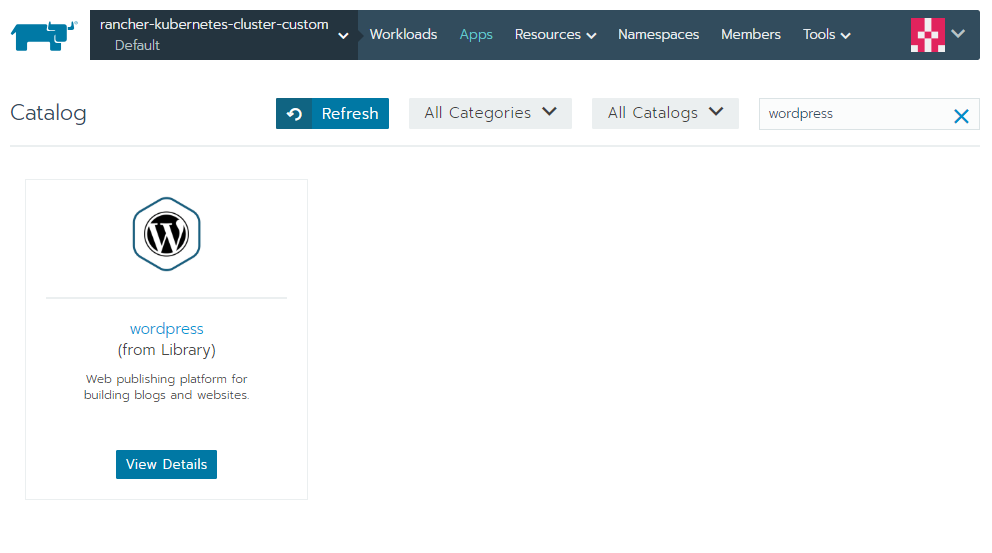 rancher-kubernetes-cluster-custom
Default
Workloads Apps Resources Namespaces Members Tools
Catalog Refresh All Categories All Catalogs wordpress
W
wordpress
(from Library)
Web publishing platform for
building blogs and websites.
View Details